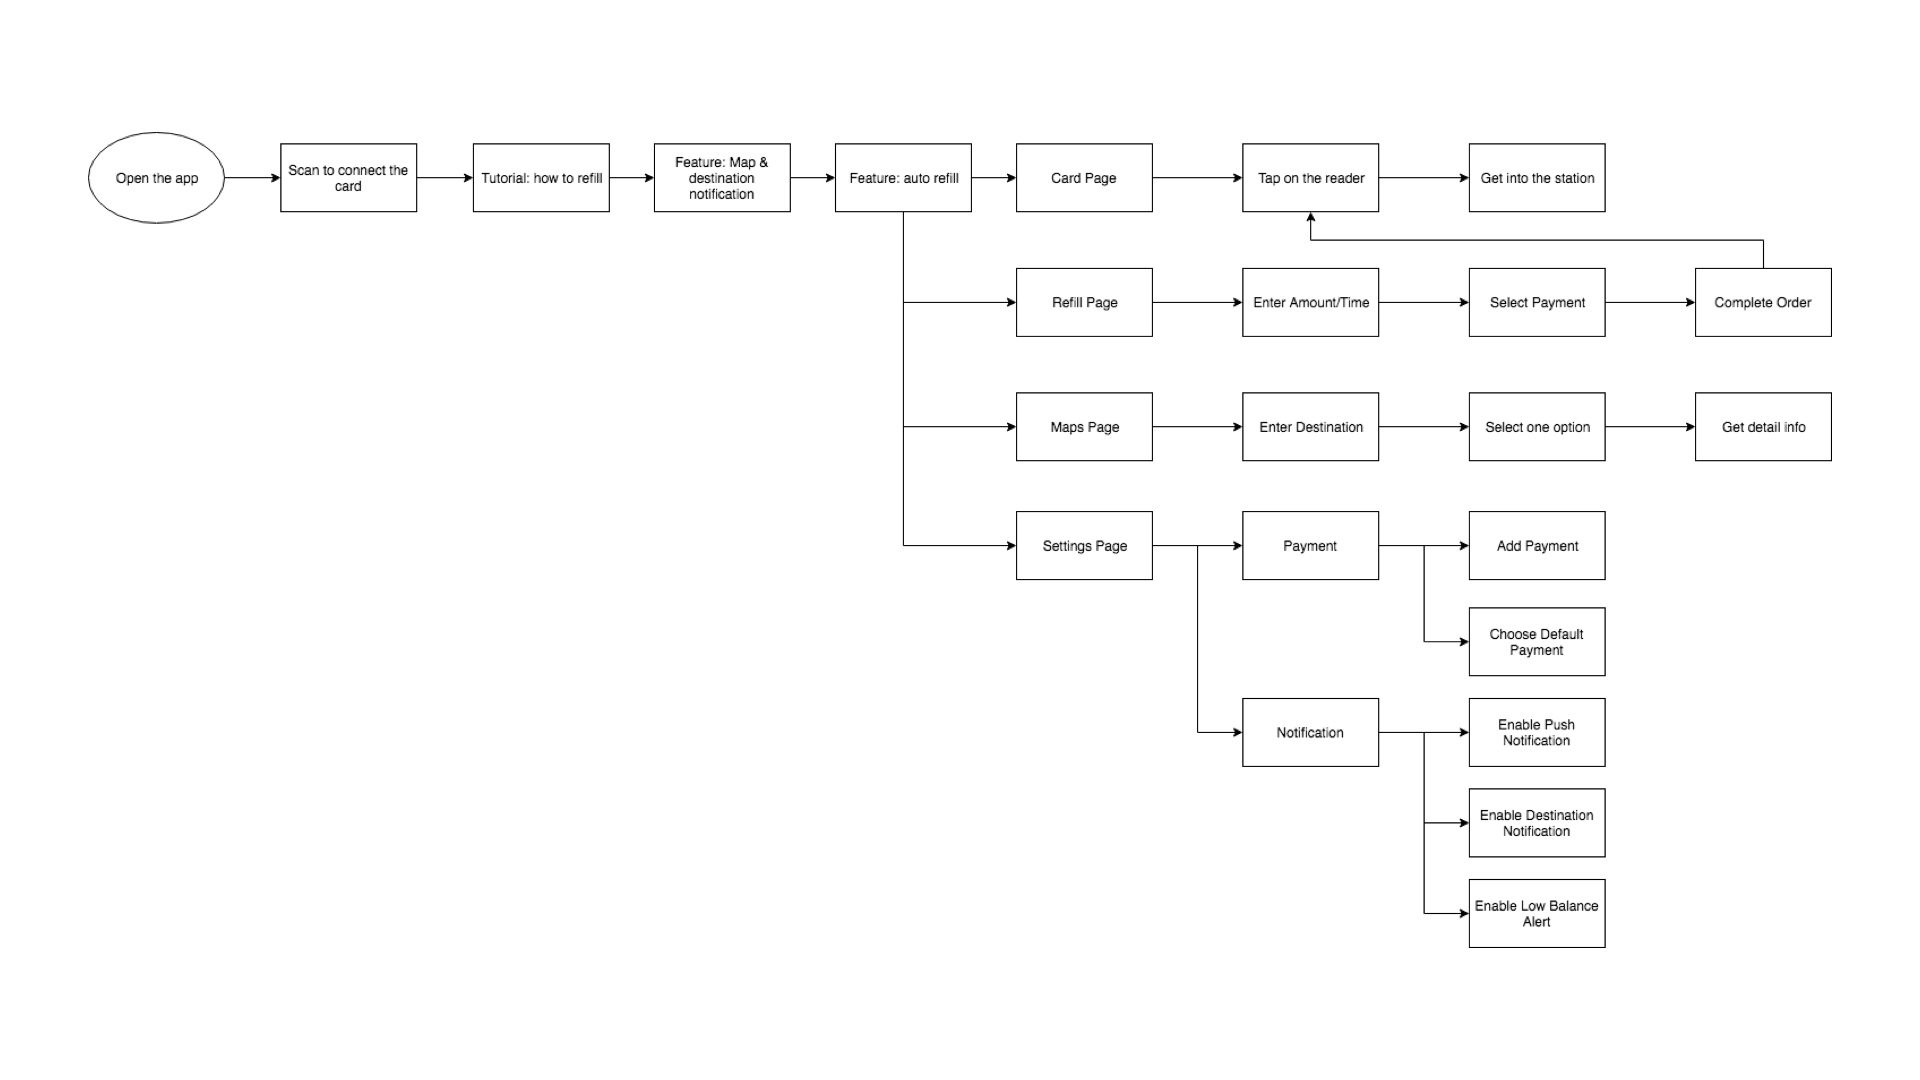 Open the app
Scan to connect the
card
Tutorial: how to refill
Feature: Map &
destination
notification
Feature: auto refill
Card Page
Tap on the reader
Get into the station
Refill Page
Enter Amount/Time
Select Payment
Complete Order
Maps Page
Enter Destination
Select one option
Get detail info
Settings Page
Payment
Add Payment
Choose Default
Payment
Notification
Enable Push
Notification
Enable Destination
Notification
Enable Low Balance
Alert